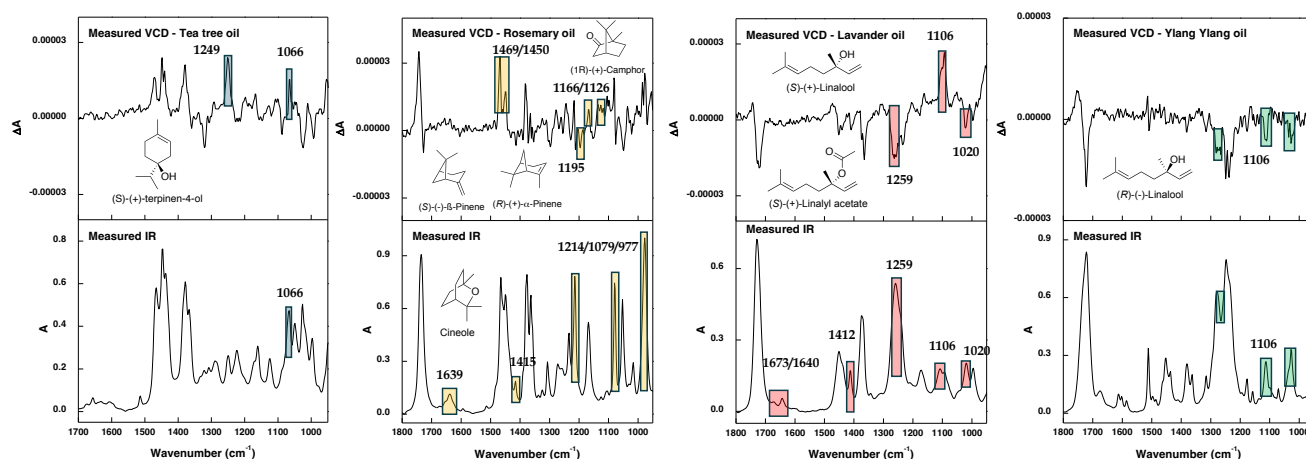 Measured VCD - Tea tree oil
1249
1066
0.00003
0.00000
-0.00003
ΔA
(S)-(+)-terpinen-4-ol
OH
Measured IR
1066
0.8
0.6
0.4
0.2
0.0
A
1700 1600 1500 1400 1300 1200 1100 1000
Wavenumber (cm⁻¹)
Measured VCD - Rosemary oil
1469/1450
O
(1R)-(+)-Camphor
1166/1126
1195
0.00003
0.00000
-0.00003
ΔA
(S)-(-)-ß-Pinene
(R)-(+)-α-Pinene
Measured IR
1214/1079/977
O
Cineole
1639
1415
0.9
0.6
0.3
0.0
A
1800 1700 1600 1500 1400 1300 1200 1100 1000
Wavenumber (cm⁻¹)
Measured VCD - Lavander oil
1106
OH
(S)-(+)-Linalool
1020
1259
0.00003
0.00000
-0.00003
ΔA
O
O
(S)-(+)-Linalyl acetate
Measured IR
1259
1412
1106
1020
1673/1640
0.6
0.3
0.0
A
1800 1700 1600 1500 1400 1300 1200 1100 1000
Wavenumber (cm⁻¹)
Measured VCD - Ylang Ylang oil
0.00003
0.00000
-0.00003
ΔA
1106
OH
(R)-(-)-Linalool
Measured IR
1106
0.9
0.6
0.3
0.0
A
1800 1700 1600 1500 1400 1300 1200 1100 1000
Wavenumber (cm⁻¹)